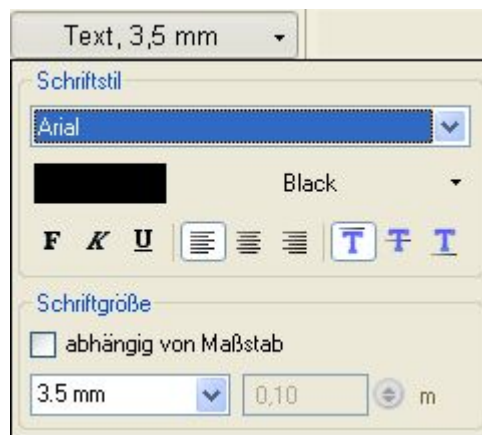 Text, 3,5 mm
Schriftstil
Arial
Black
F K U T T T
Schriftgröße
abhängig von Maßstab
3.5 mm 0,10 m